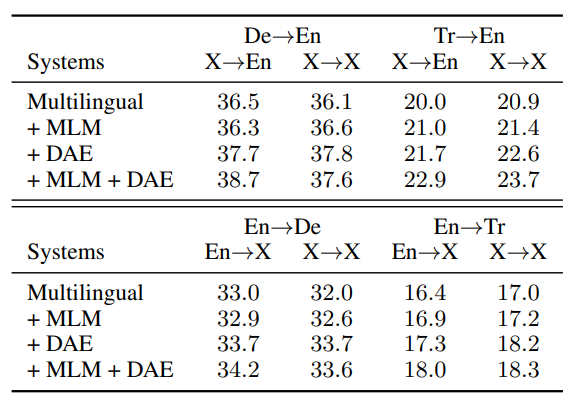 De→En Tr→En
Systems X→En X→X X→En X→X
Multilingual 36.5 36.1 20.0 20.9
+ MLM 36.3 36.6 21.0 21.4
+ DAE 37.7 37.8 21.7 22.6
+ MLM + DAE 38.7 37.6 22.9 23.7
En→De En→Tr
Systems En→X X→X En→X X→X
Multilingual 33.0 32.0 16.4 17.0
+ MLM 32.9 32.6 16.9 17.2
+ DAE 33.7 33.7 17.3 18.2
+ MLM + DAE 34.2 33.6 18.0 18.3